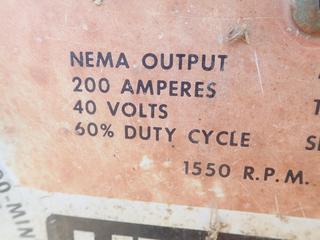 NEMA OUTPUT
200 AMPERES
40 VOLTS
60% DUTY CYCLE
1550 R.P.M.